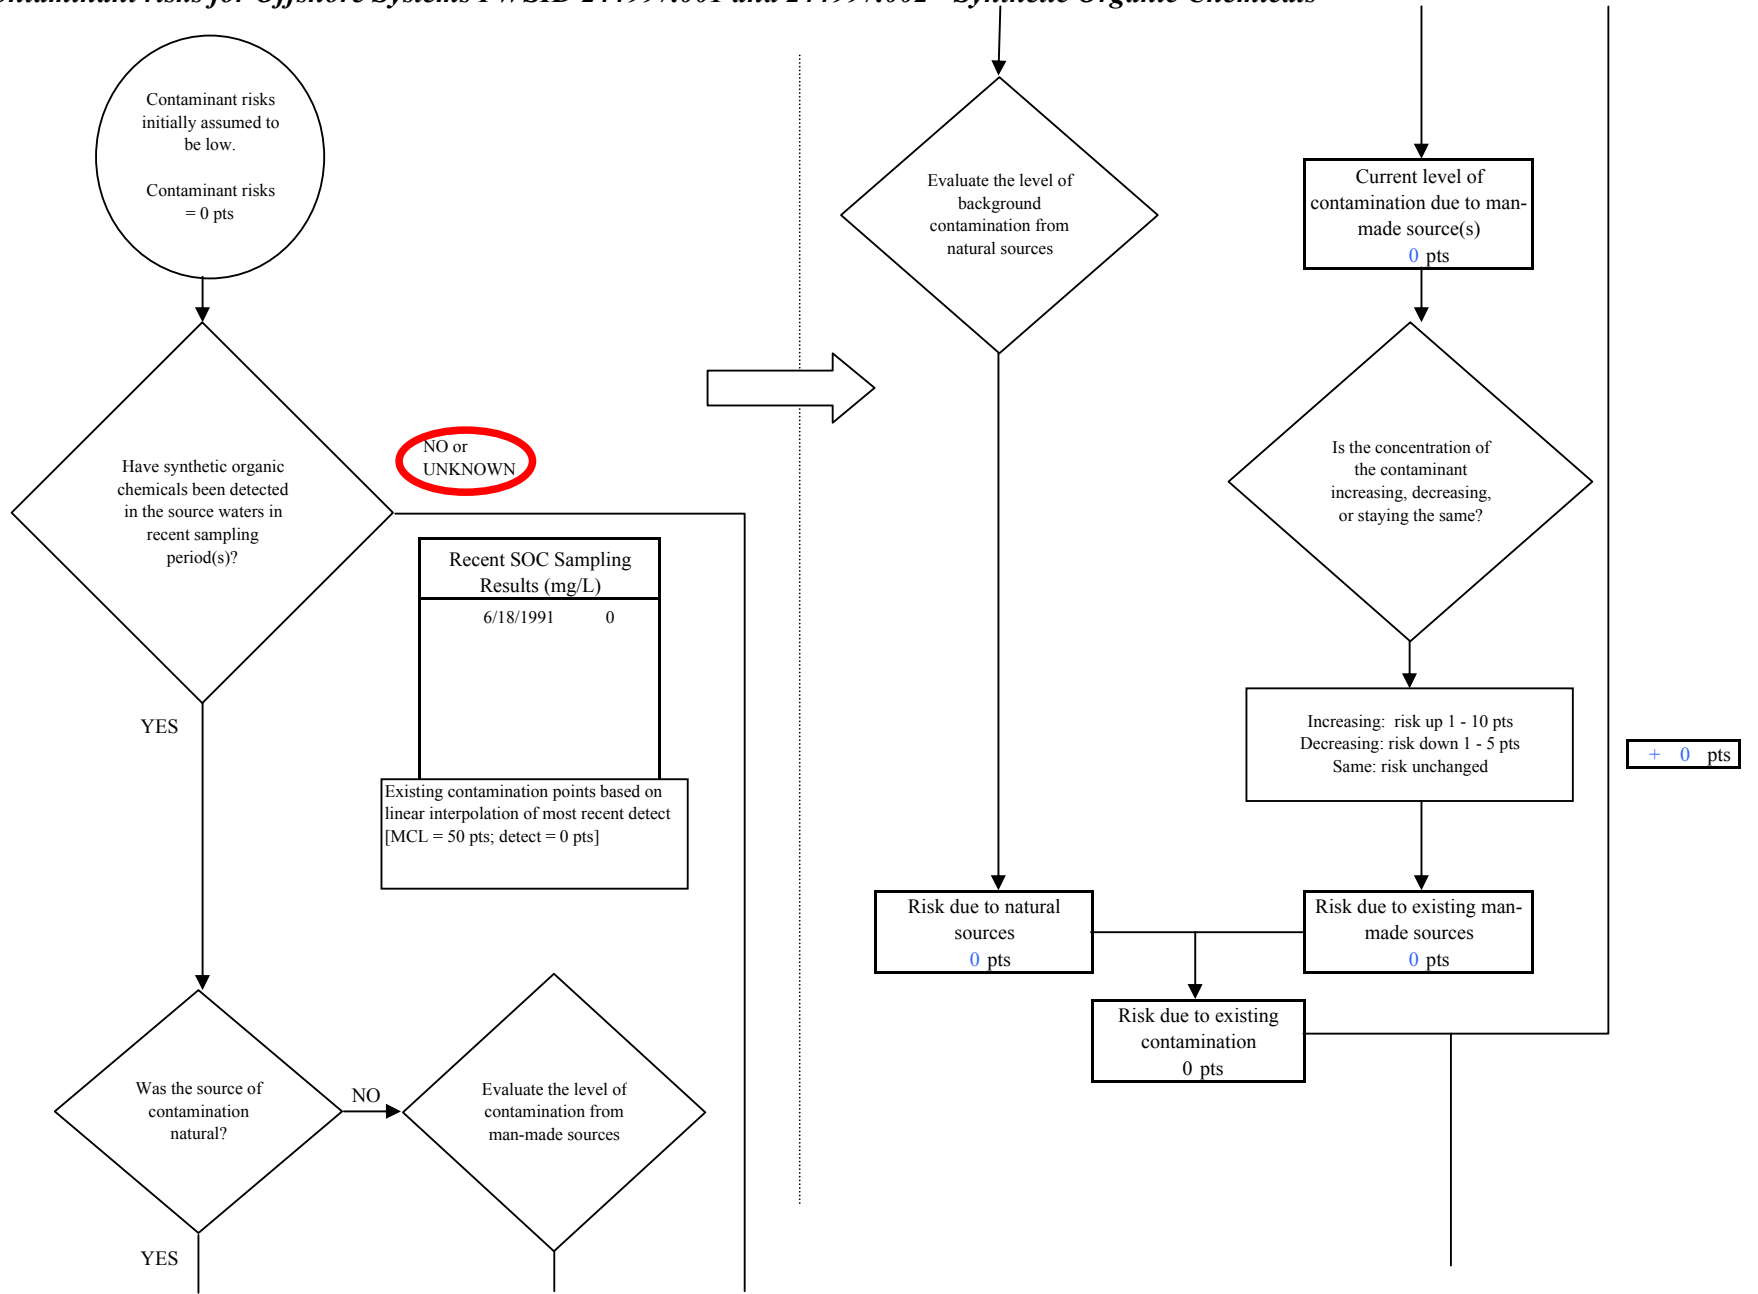 Contaminant risks
initially assumed to
be low.
Contaminant risks
= 0 pts
Have synthetic organic
chemicals been detected
in the source waters in
recent sampling
period(s)?
NO or
UNKNOWN
Recent SOC Sampling
Results (mg/L)
6/18/1991 0
Existing contamination points based on
linear interpolation of most recent detect
[MCL = 50 pts; detect = 0 pts]
YES
Was the source of
contamination
natural?
NO
Evaluate the level of
contamination from
man-made sources
YES
Evaluate the level of
background
contamination from
natural sources
Current level of
contamination due to man-
made source(s)
0 pts
Is the concentration of
the contaminant
increasing, decreasing,
or staying the same?
Increasing: risk up 1 - 10 pts
Decreasing: risk down 1 - 5 pts
Same: risk unchanged
+ 0 pts
Risk due to natural
sources
0 pts
Risk due to existing man-
made sources
0 pts
Risk due to existing
contamination
0 pts